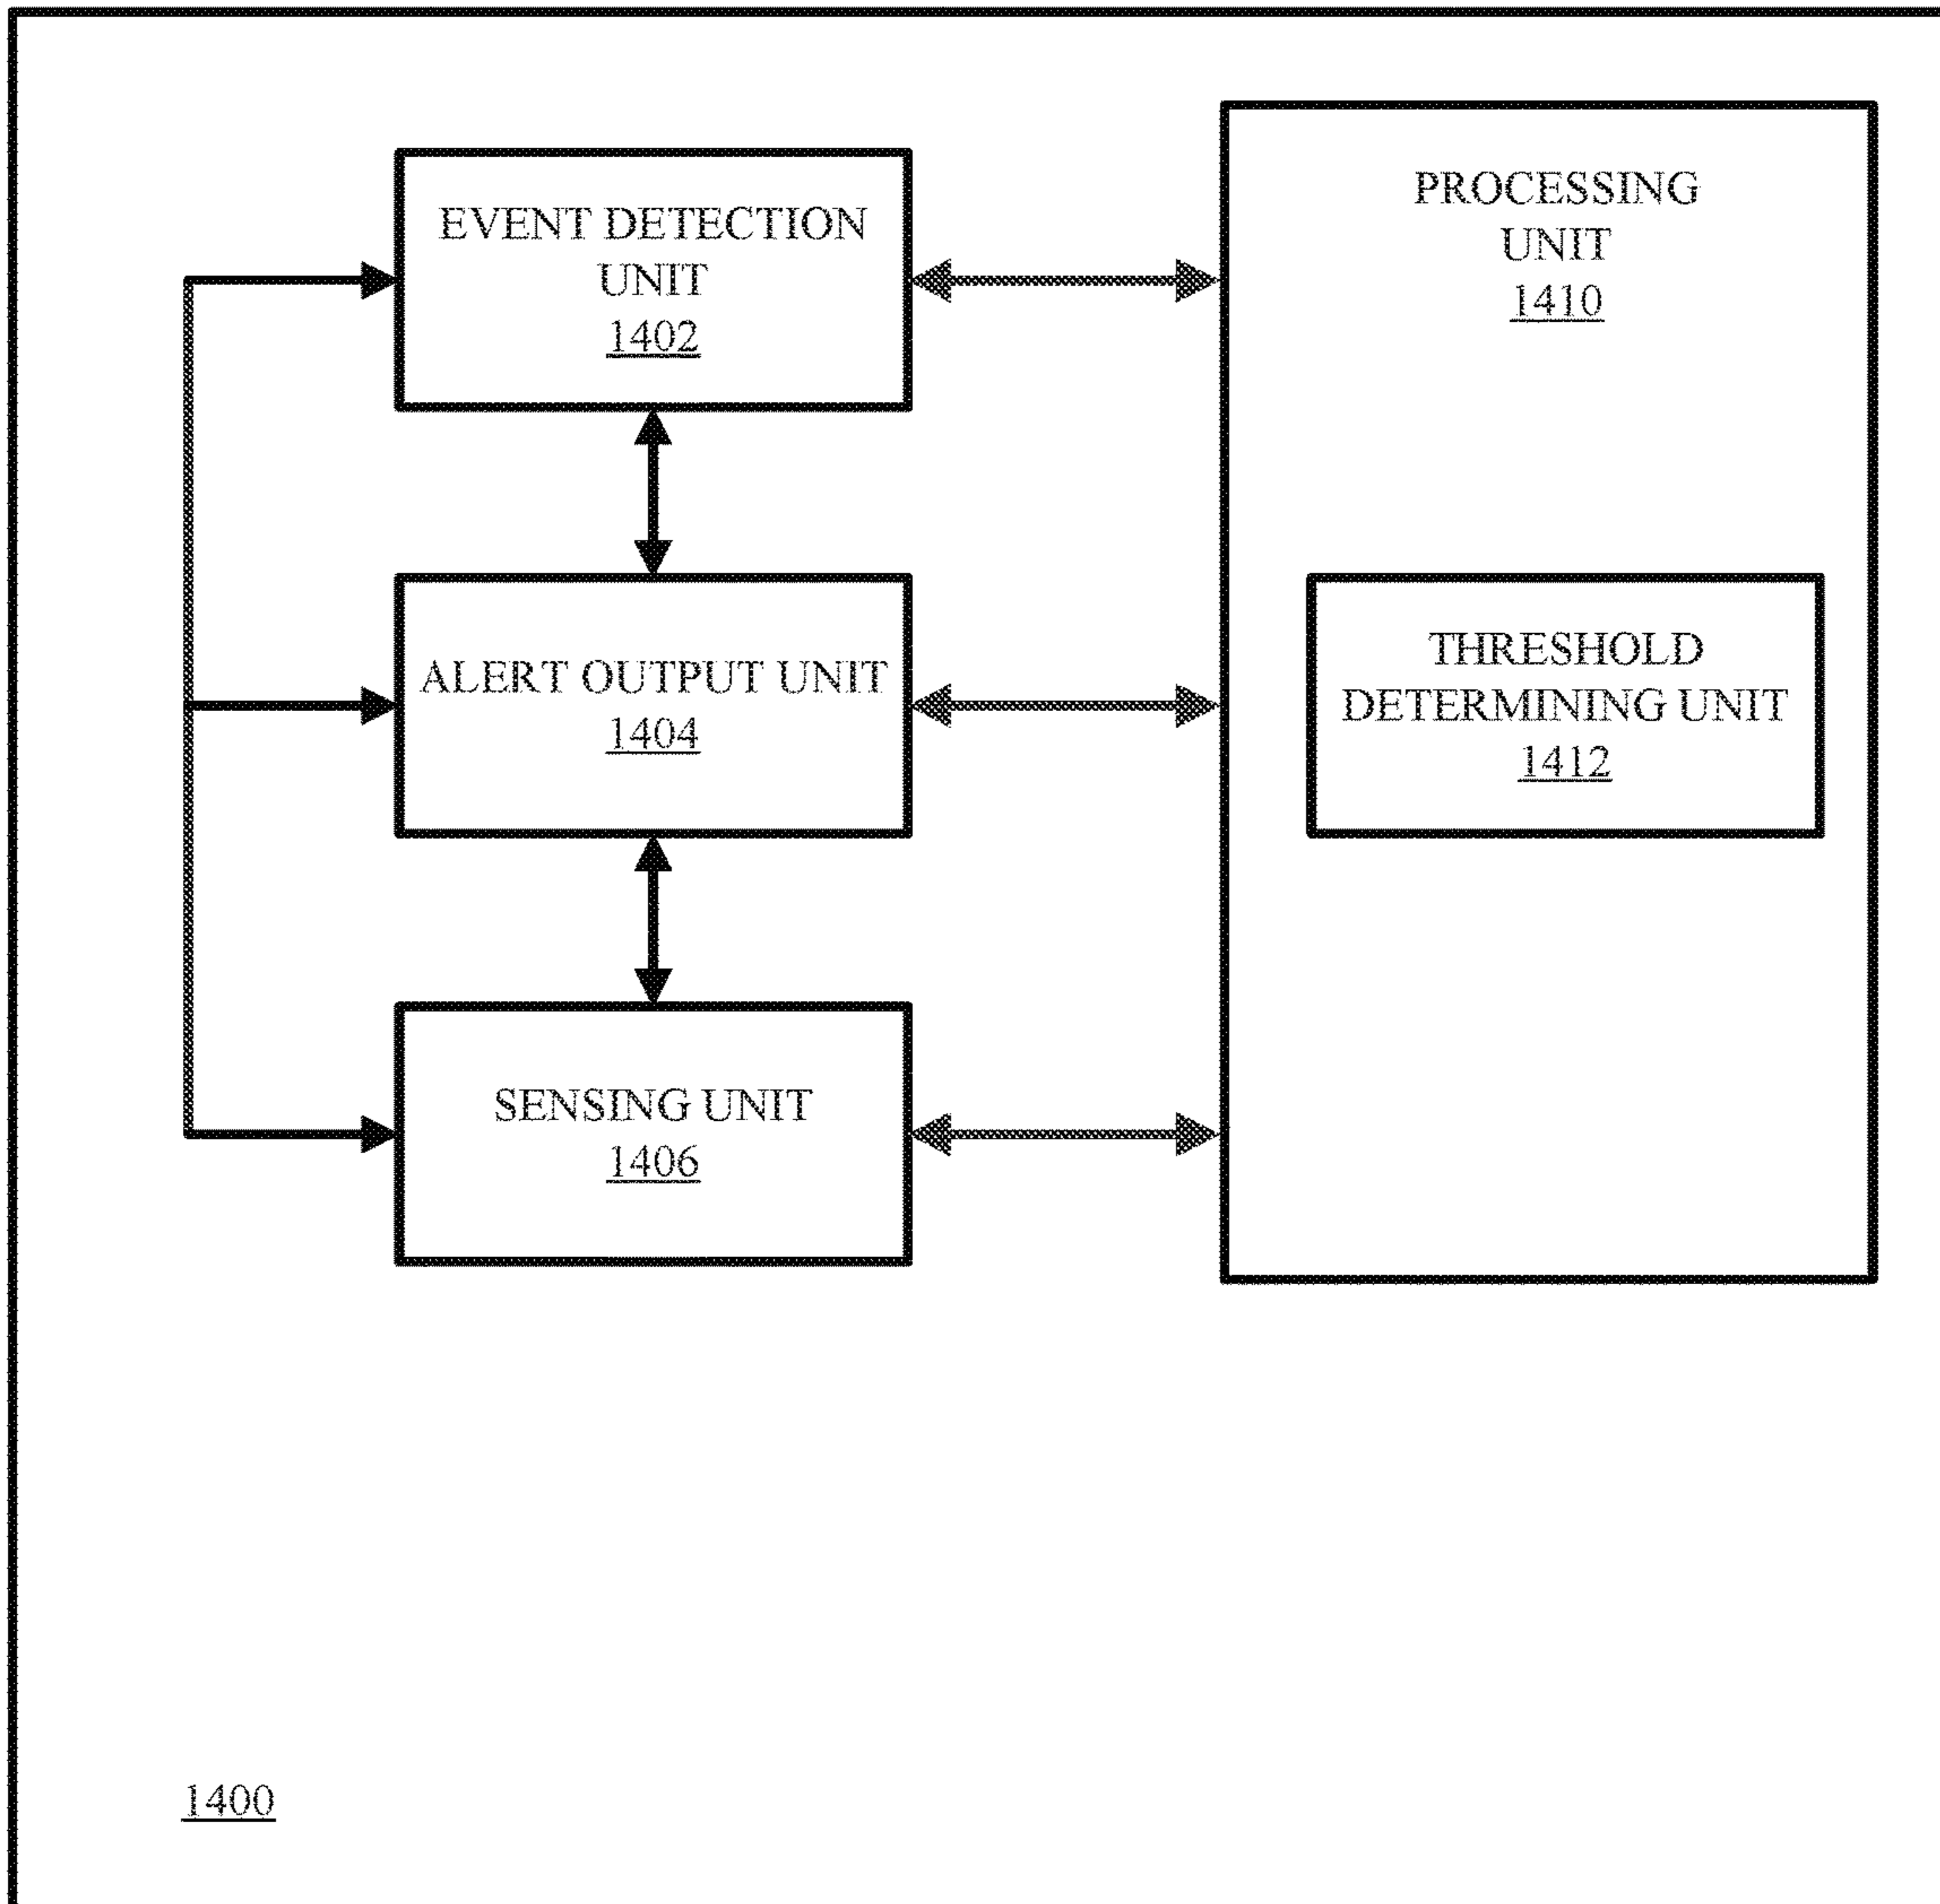 EVENT DETECTION
UNIT
1402
PROCESSING
UNIT
1410
ALERT OUTPUT UNIT
1404
THRESHOLD
DETERMINING UNIT
1412
SENSING UNIT
1406
1400